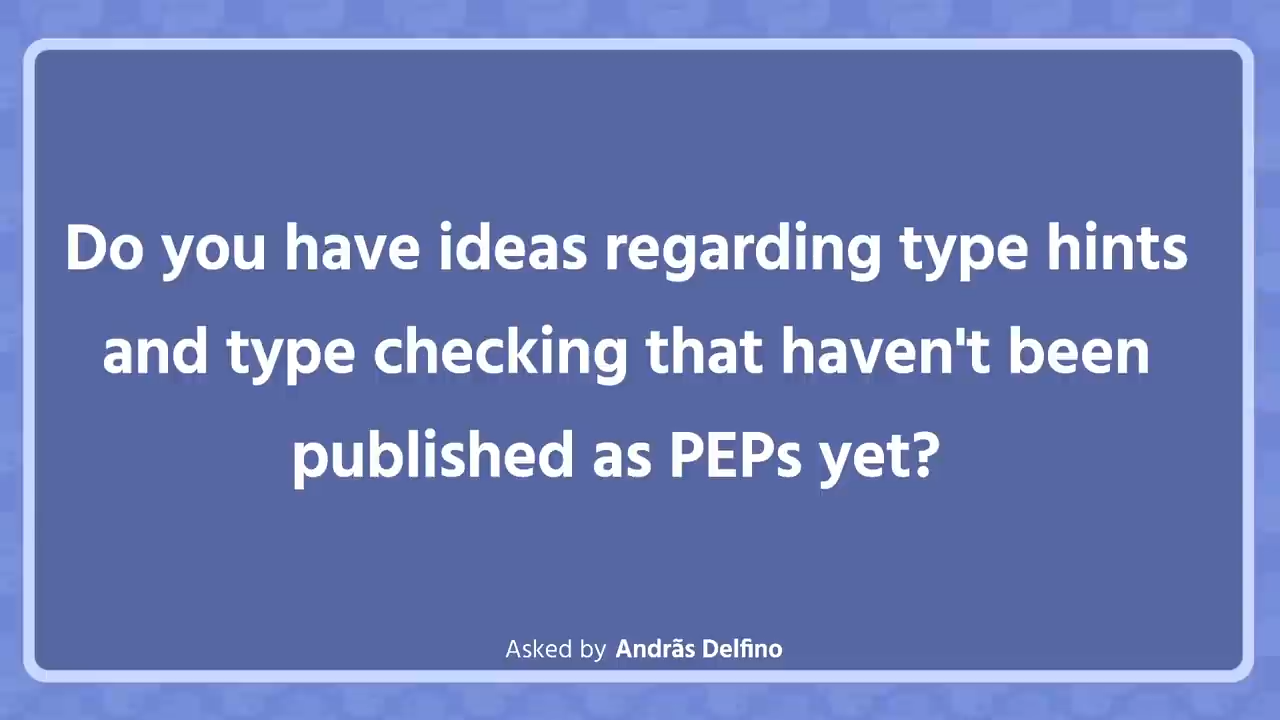 Do you have ideas regarding type hints
and type checking that haven't been
published as PEPs yet?
Asked by Andrãs Delfino